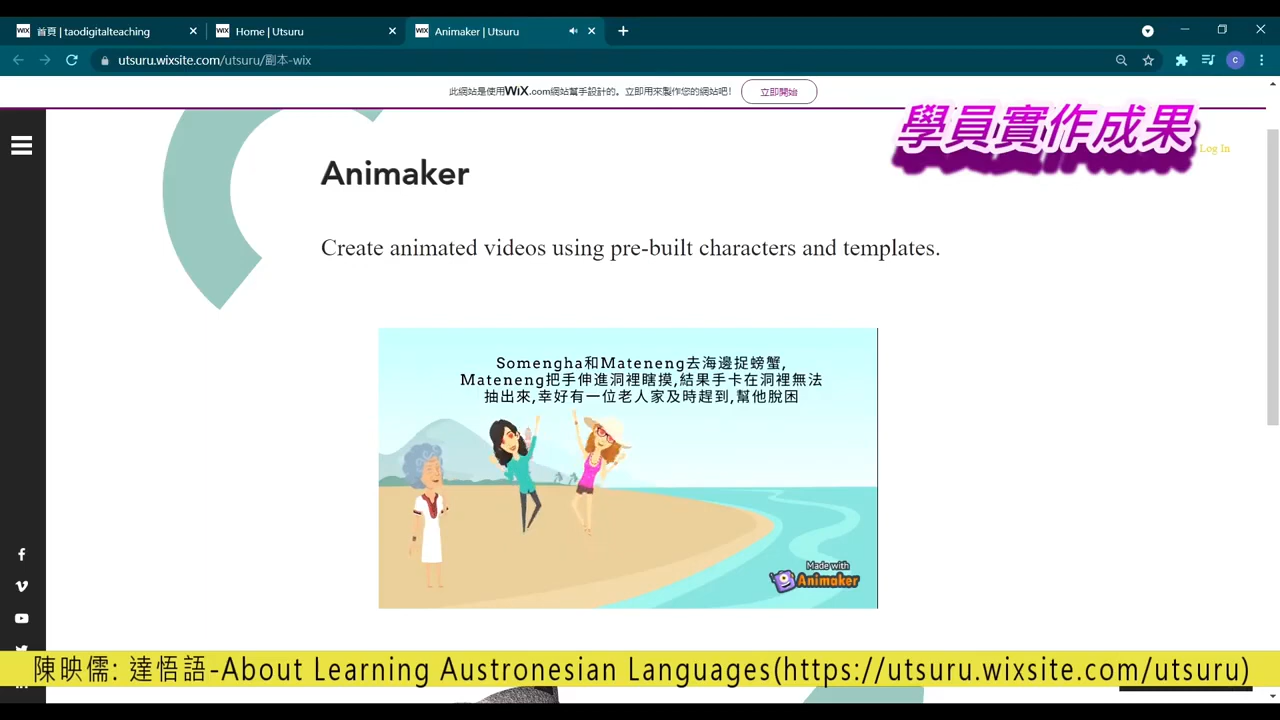 首頁 | taodigitalteaching
Home | Utsuru
Animaker | Utsuru
utsuru.wixsite.com/utsuru/副本-wix
C
此網站是使用WiX.com網站幫手設計的。立即用來製作您的網站吧!
立即開始
學員實作成果
Log In
Animaker
Create animated videos using pre-built characters and templates.
Somengha和Mateneng去海邊捉螃蟹,
Mateneng把手伸進洞裡瞎摸,結果手卡在洞裡無法
抽出來,幸好有一位老人家及時趕到,幫他脫困
Made with
Animaker
陳映儒: 達悟語-About Learning Austronesian Languages(https://utsuru.wixsite.com/utsuru)